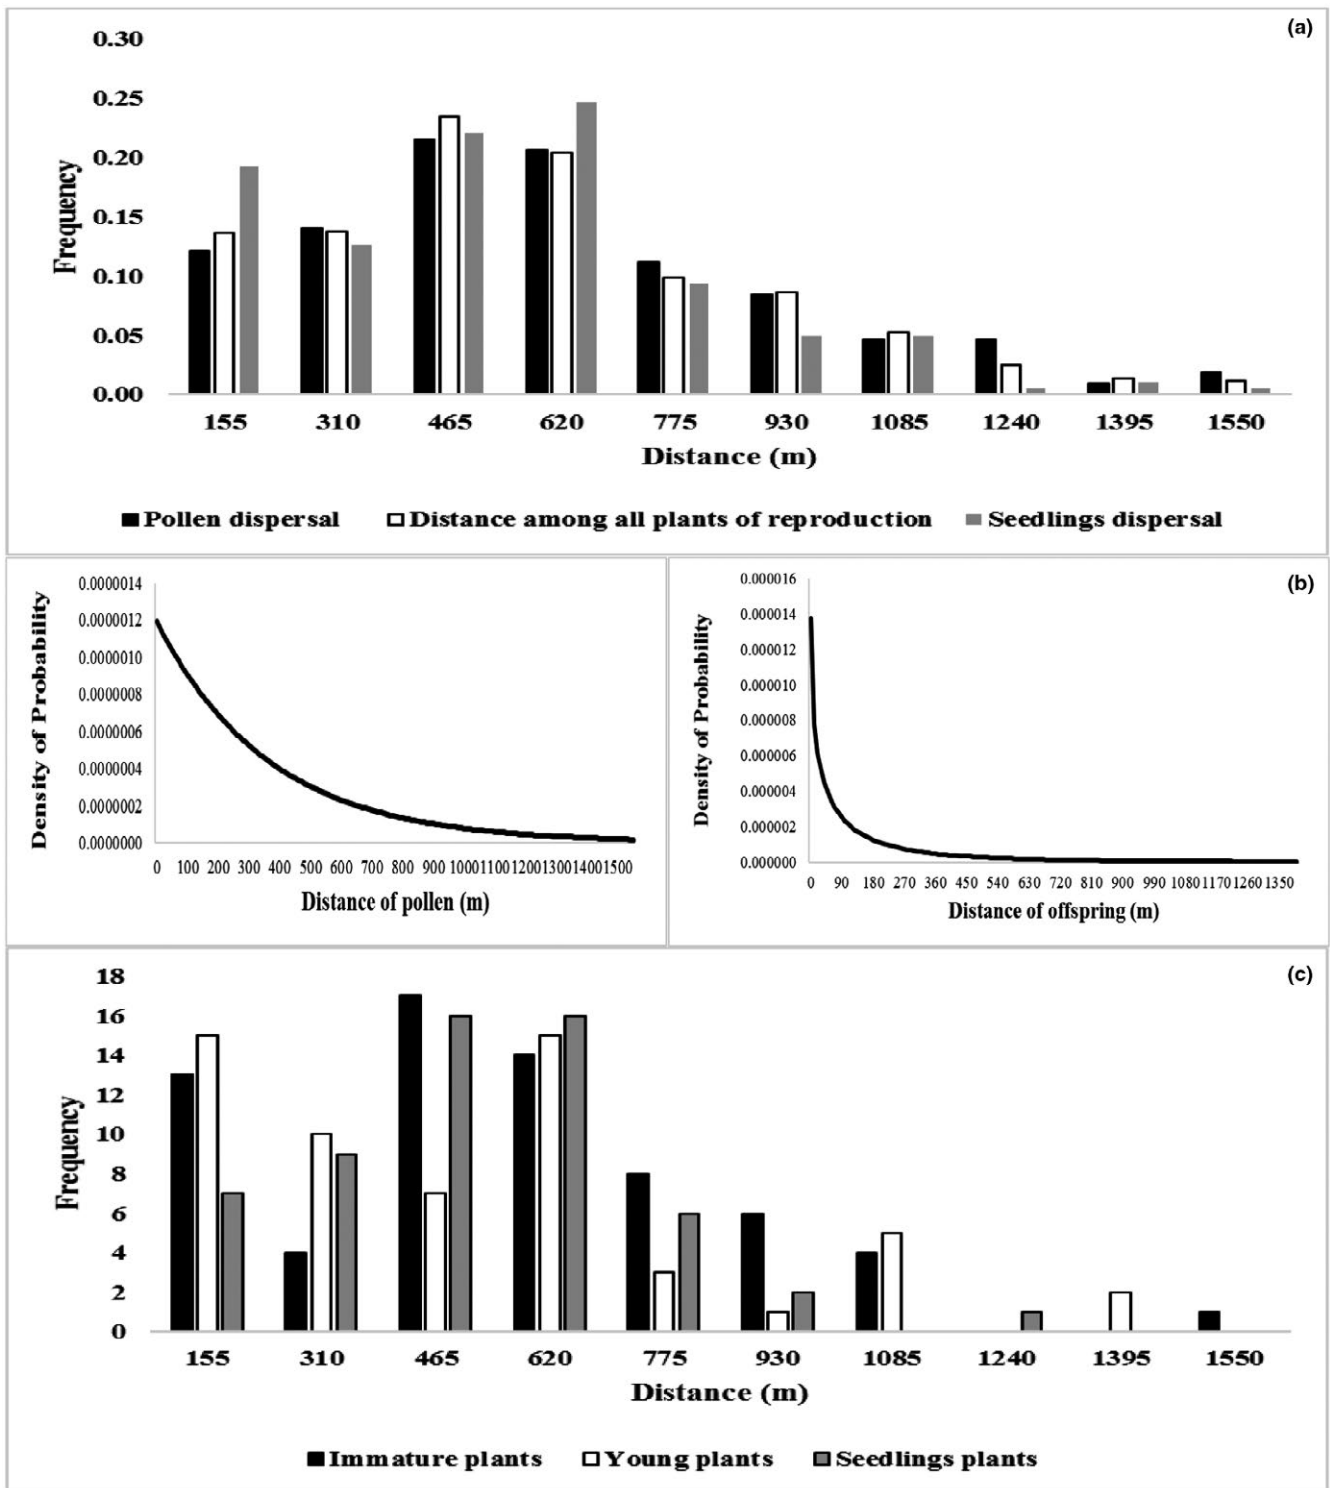 (a)
0.30
0.25
0.20
0.15
0.10
0.05
0.00
Frequency
155 310 465 620 775 930 1085 1240 1395 1550
Distance (m)
Pollen dispersal Distance among all plants of reproduction Seedlings dispersal
0.0000014
0.0000012
0.0000010
0.0000008
0.0000006
0.0000004
0.0000002
0.0000000
Density of Probability
0 100 200 300 400 500 600 700 800 900 1000 1100 1200 1300 1400 1500
Distance of pollen (m)
(b)
0.000016
0.000014
0.000012
0.000010
0.000008
0.000006
0.000004
0.000002
0.000000
Density of Probability
0 90 180 270 360 450 540 630 720 810 900 990 1080 1170 1260 1350
Distance of offspring (m)
(c)
18
16
14
12
10
8
6
4
2
0
Frequency
155 310 465 620 775 930 1085 1240 1395 1550
Distance (m)
Immature plants Young plants Seedlings plants